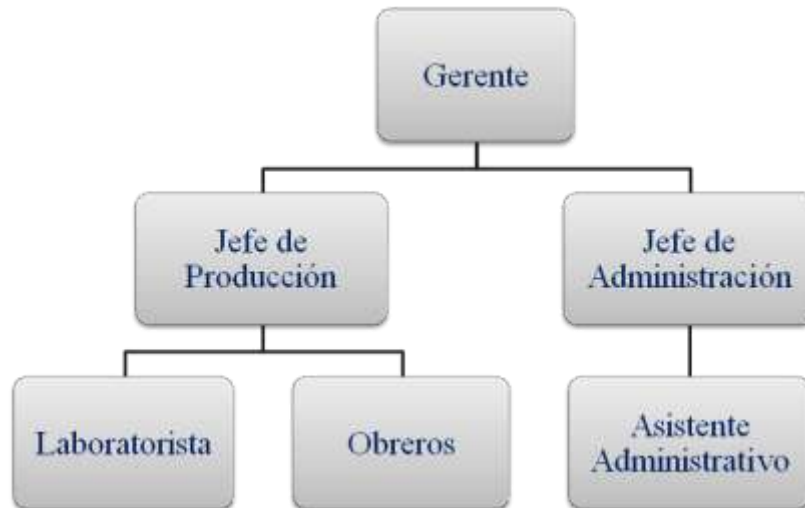 Gerente
Jefe de
Producción
Jefe de
Administración
Laboratorista
Obreros
Asistente
Administrativo